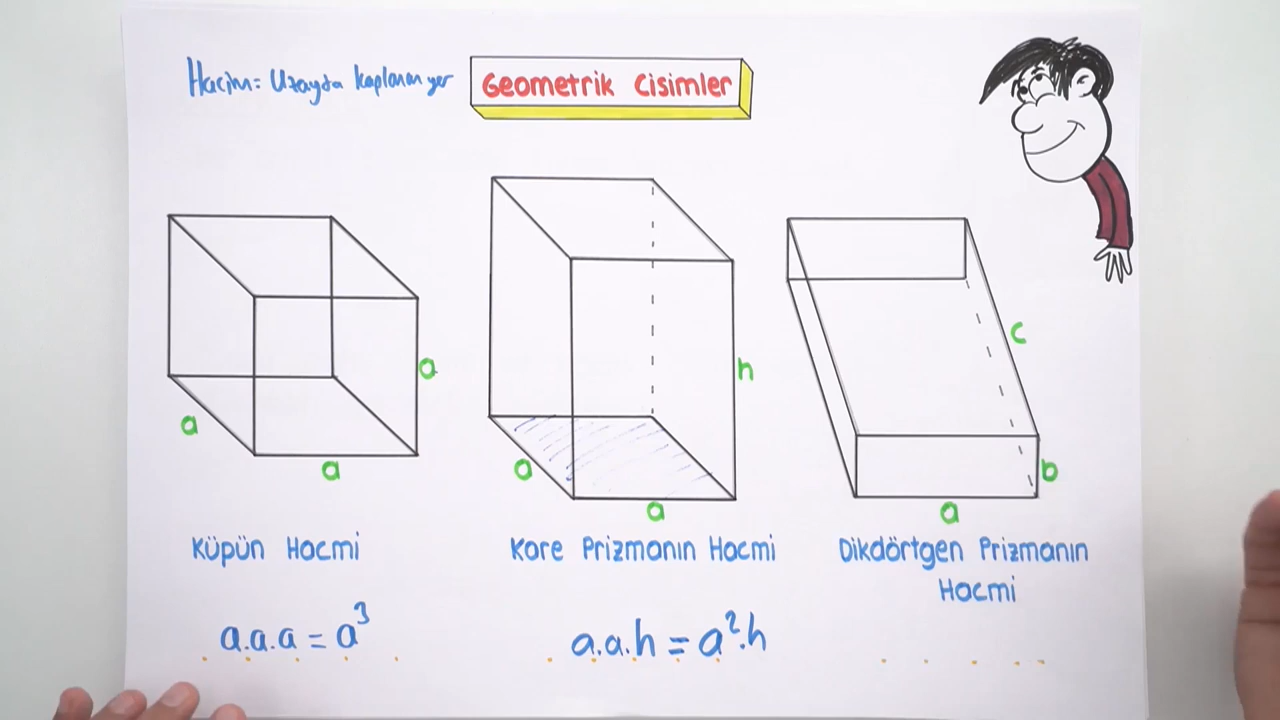 Hacim = Uzayda kaplanan yer
Geometrik Cisimler
a
a
a
h
a
a
c
b
a
Küpün Hacmi
Kare Prizmanın Hacmi
Dikdörtgen Prizmanın
Hacmi
a.a.a = a³
a.a.h = a².h